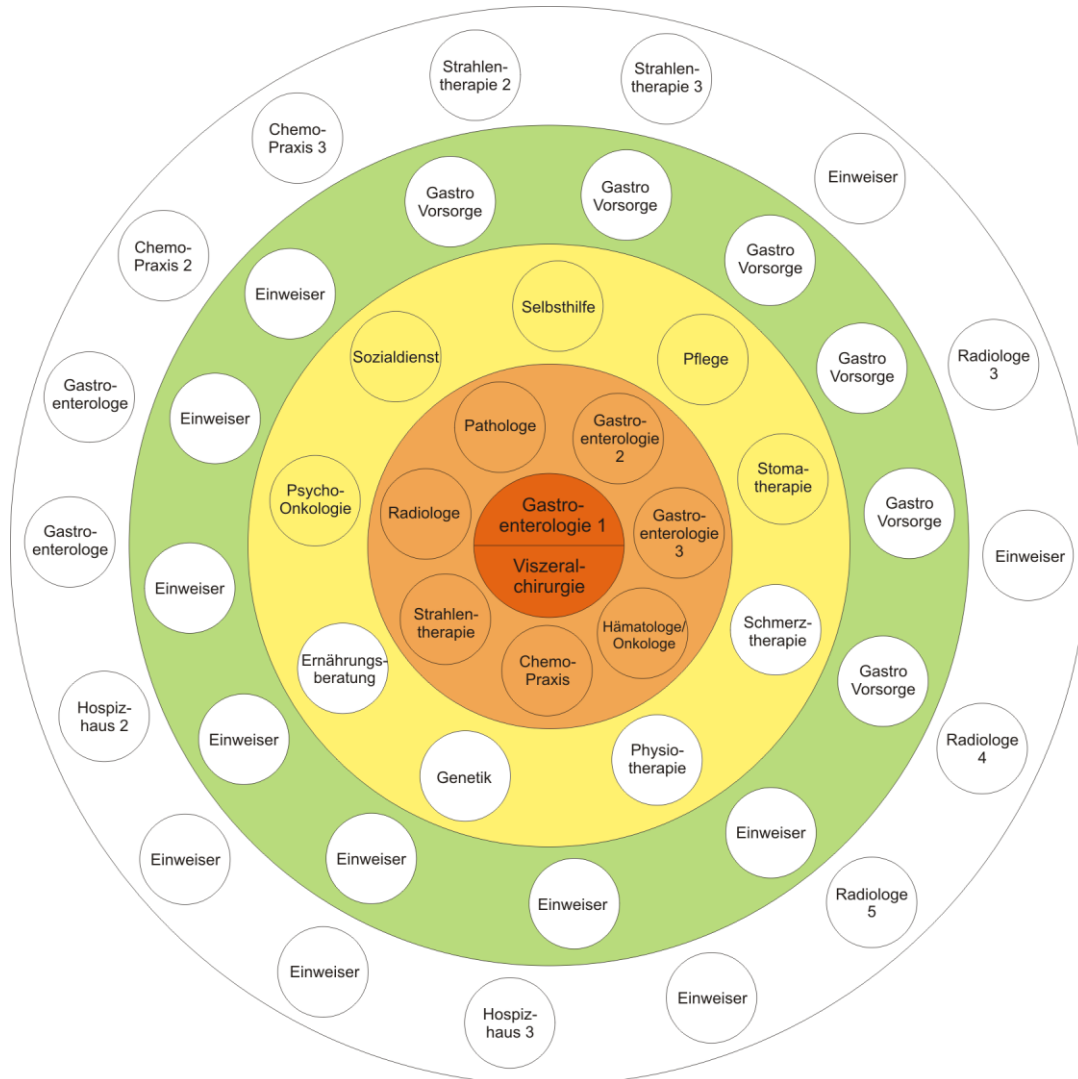 Strahlen-
therapie 2
Strahlen-
therapie 3
Chemo-
Praxis 3
Einweiser
Chemo-
Praxis 2
Gastro
Vorsorge
Gastro
Vorsorge
Gastro
Vorsorge
Einweiser
Selbsthilfe
Sozialdienst
Pflege
Gastro
Vorsorge
Radiologe
3
Gastro-
enterologe
Einweiser
Pathologe
Gastro-
enterologie
2
Psycho-
Onkologie
Stoma-
therapie
Radiologe
Gastro-
enterologie 1
Gastro-
enterologie
3
Gastro
Vorsorge
Gastro-
enterologe
Einweiser
Viszeral-
chirurgie
Einweiser
Strahlen-
therapie
Hämatologe/
Onkologe
Schmerz-
therapie
Ernährungs-
beratung
Chemo-
Praxis
Gastro
Vorsorge
Hospiz-
haus 2
Einweiser
Genetik
Physio-
therapie
Radiologe
4
Einweiser
Einweiser
Einweiser
Einweiser
Radiologe
5
Einweiser
Einweiser
Hospiz-
haus 3
Einweiser